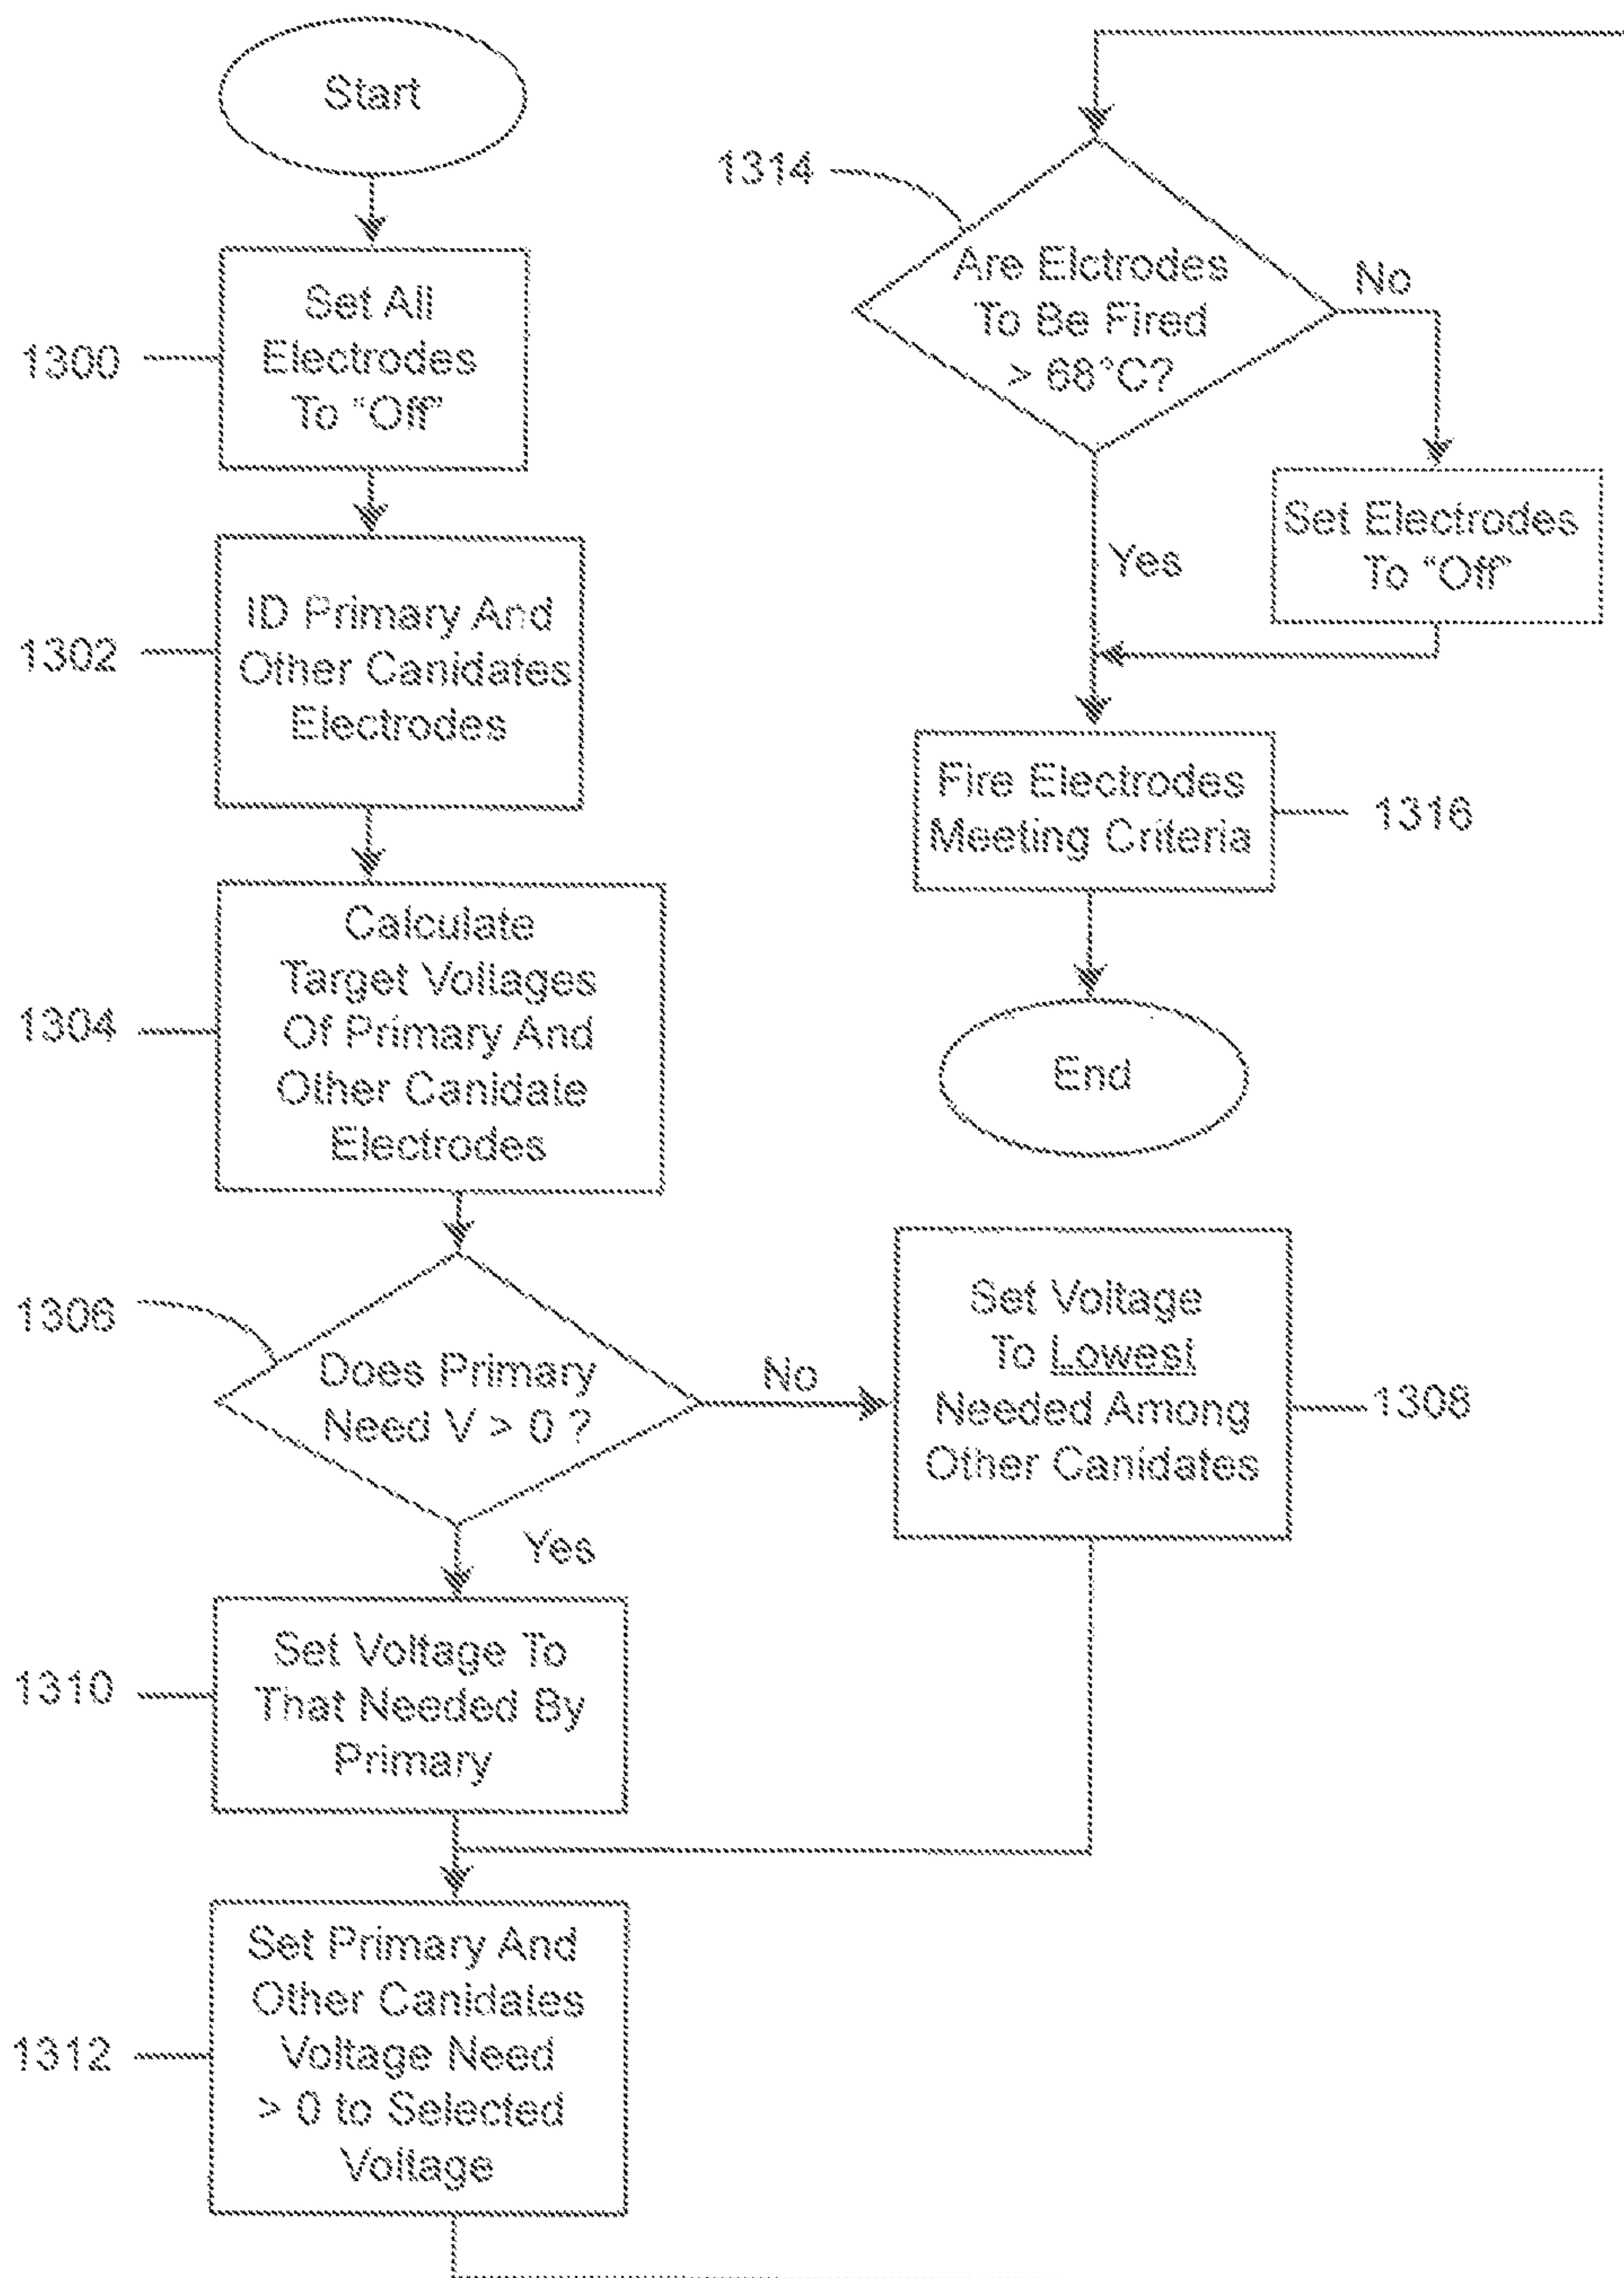 Start
1300
Set All
Electrodes
To “Off”
1302
ID Primary And
Other Canidates
Electrodes
1304
Calculate
Target Voltages
Of Primary And
Other Canidate
Electrodes
1306
Does Primary
Need V > 0 ?
No
Yes
Set Voltage
To Lowest
Needed Among
Other Canidates
1308
1310
Set Voltage To
That Needed By
Primary
1312
Set Primary And
Other Canidates
Voltage Need
> 0 to Selected
Voltage
1314
Are Elctrodes
To Be Fired
> 68°C?
No
Set Electrodes
To “Off”
Yes
Fire Electrodes
Meeting Criteria
1316
End